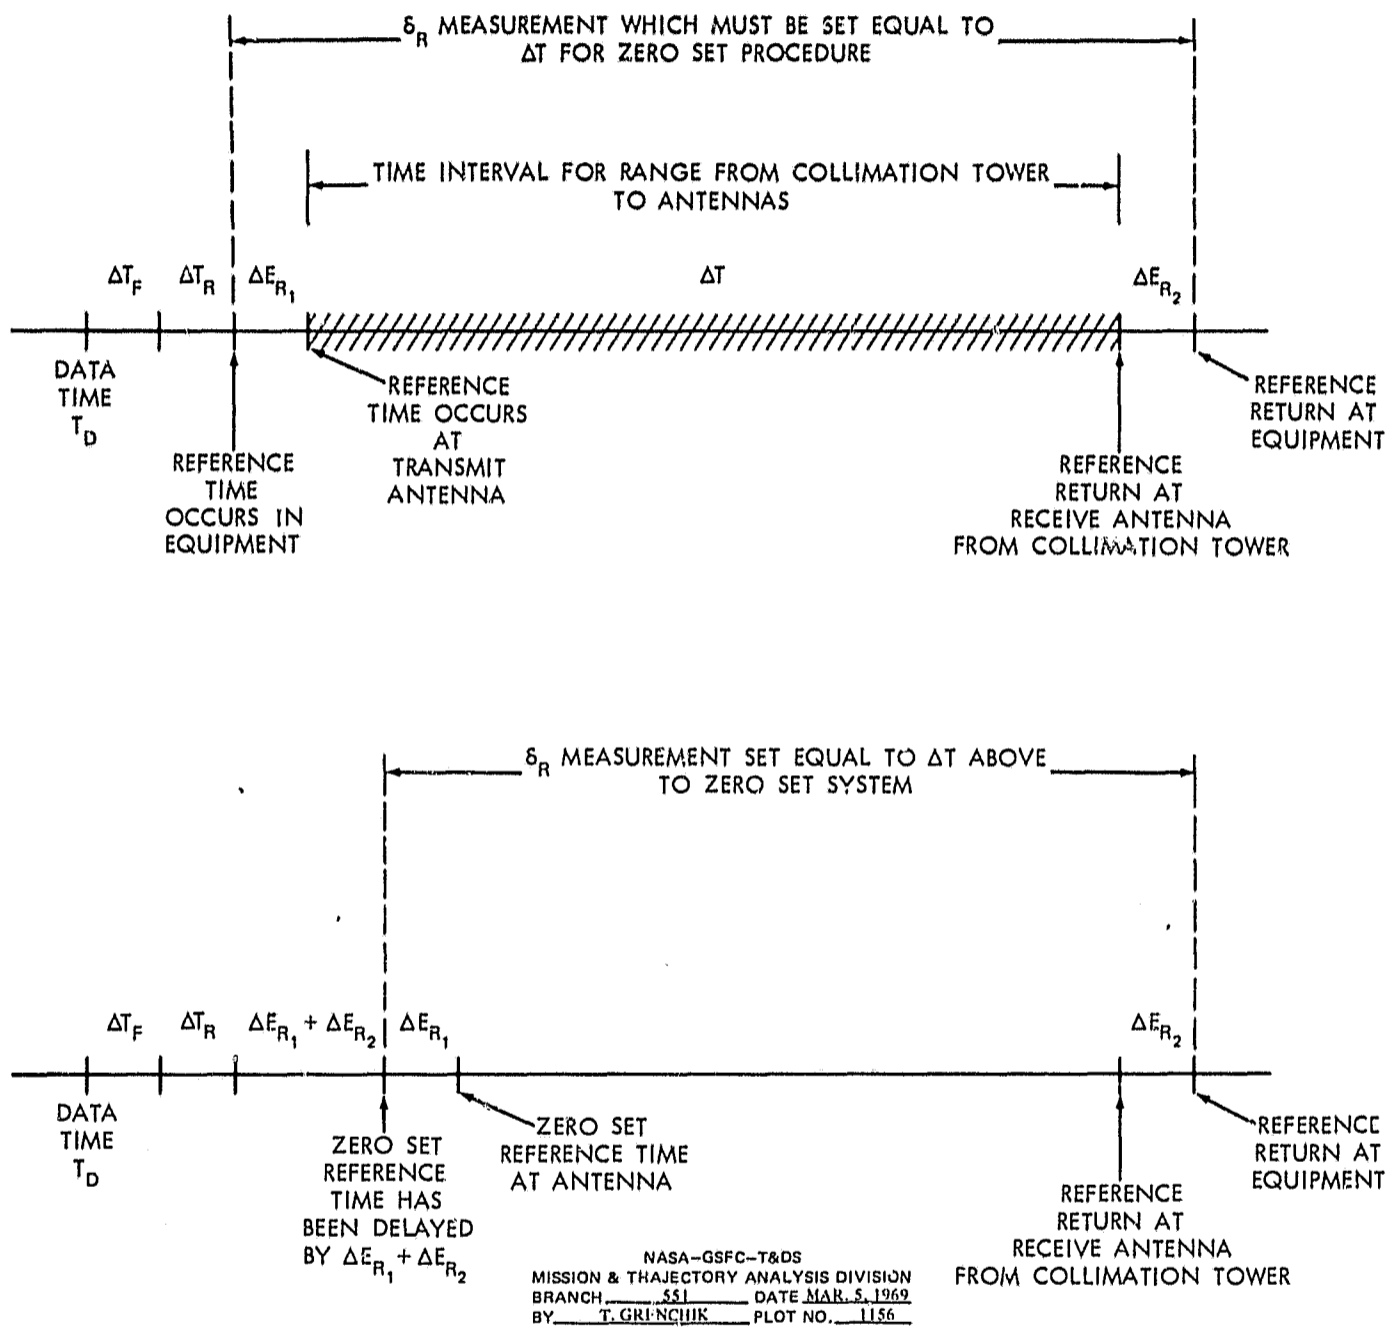 δR MEASUREMENT WHICH MUST BE SET EQUAL TO
ΔT FOR ZERO SET PROCEDURE
TIME INTERVAL FOR RANGE FROM COLLIMATION TOWER
TO ANTENNAS
ΔTF ΔTR ΔER1 ΔT ΔER2
DATA
TIME
TD
REFERENCE
TIME
OCCURS IN
EQUIPMENT
REFERENCE
TIME OCCURS
AT
TRANSMIT
ANTENNA
REFERENCE
RETURN AT
RECEIVE ANTENNA
FROM COLLIMATION TOWER
REFERENCE
RETURN AT
EQUIPMENT
δR MEASUREMENT SET EQUAL TO ΔT ABOVE
TO ZERO SET SYSTEM
ΔTF ΔTR ΔER1 + ΔER2 ΔER1 ΔER2
DATA
TIME
TD
ZERO SET
REFERENCE
TIME HAS
BEEN DELAYED
BY ΔER1 + ΔER2
ZERO SET
REFERENCE TIME
AT ANTENNA
REFERENCE
RETURN AT
RECEIVE ANTENNA
FROM COLLIMATION TOWER
REFERENCE
RETURN AT
EQUIPMENT
NASA-GSFC-T&DS
MISSION & TRAJECTORY ANALYSIS DIVISION
BRANCH 551 DATE MAR. 5, 1969
BY T. GRENCHIK PLOT NO. 1156